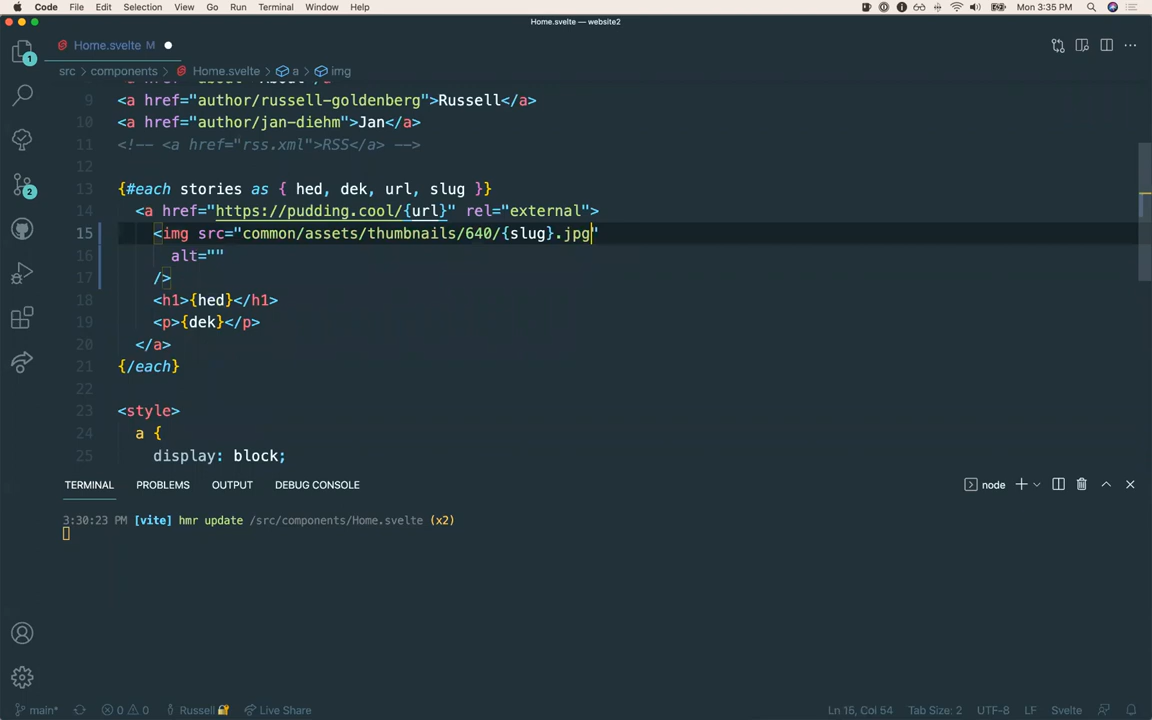 Code File Edit Selection View Go Run Terminal Window Help Mon 3:35 PM
Home.svelte — website2
Home.svelte M
src > components > Home.svelte > a > img
9 <a href="author/russell-goldenberg">Russell</a>
10 <a href="author/jan-diehm">Jan</a>
11 <!-- <a href="rss.xml">RSS</a> -->
12
13 {#each stories as { hed, dek, url, slug }}
14 <a href="https://pudding.cool/{url}" rel="external">
15 <img src="common/assets/thumbnails/640/{slug}.jpg"
16 alt=""
17 />
18 <h1>{hed}</h1>
19 <p>{dek}</p>
20 </a>
21 {/each}
22
23 <style>
24 a {
25 display: block;
TERMINAL PROBLEMS OUTPUT DEBUG CONSOLE node
3:30:23 PM [vite] hmr update /src/components/Home.svelte (x2)
main* 0 0 Russell Live Share Ln 15, Col 54 Tab Size: 2 UTF-8 LF Svelte
1
2